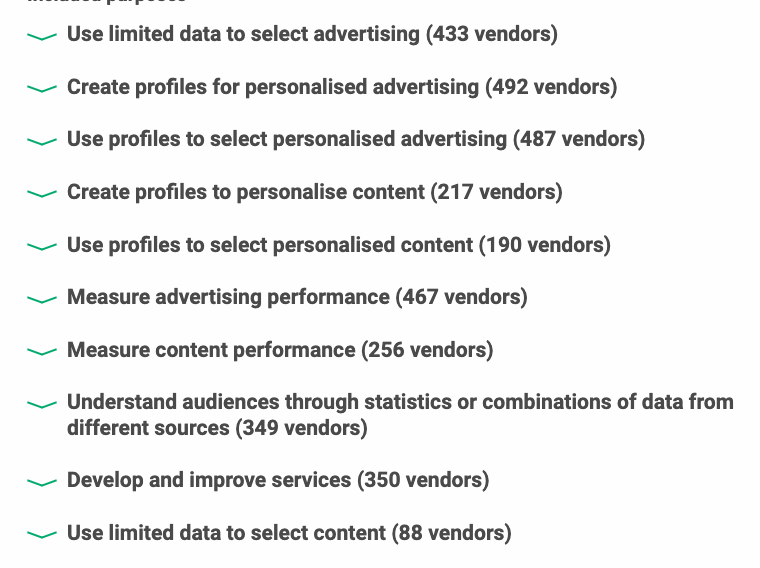 Included purposes
Use limited data to select advertising (433 vendors)
Create profiles for personalised advertising (492 vendors)
Use profiles to select personalised advertising (487 vendors)
Create profiles to personalise content (217 vendors)
Use profiles to select personalised content (190 vendors)
Measure advertising performance (467 vendors)
Measure content performance (256 vendors)
Understand audiences through statistics or combinations of data from
different sources (349 vendors)
Develop and improve services (350 vendors)
Use limited data to select content (88 vendors)